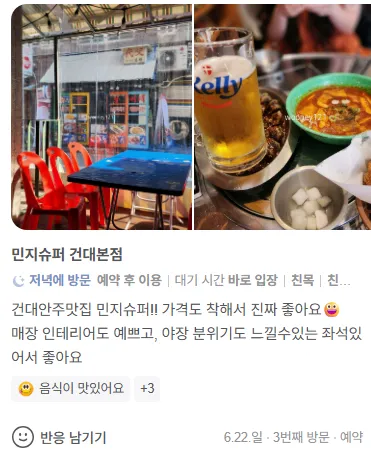 Kelly
wangey121
민지슈퍼 건대본점
저녁에 방문 예약 후 이용 | 대기 시간 바로 입장 | 친목 | 친...
건대안주맛집 민지슈퍼!! 가격도 착해서 진짜 좋아요🤪
매장 인테리어도 예쁘고, 야장 분위기도 느낄수있는 좌석있
어서 좋아요
😋 음식이 맛있어요 +3
반응 남기기 6.22.일 · 3번째 방문 · 예약